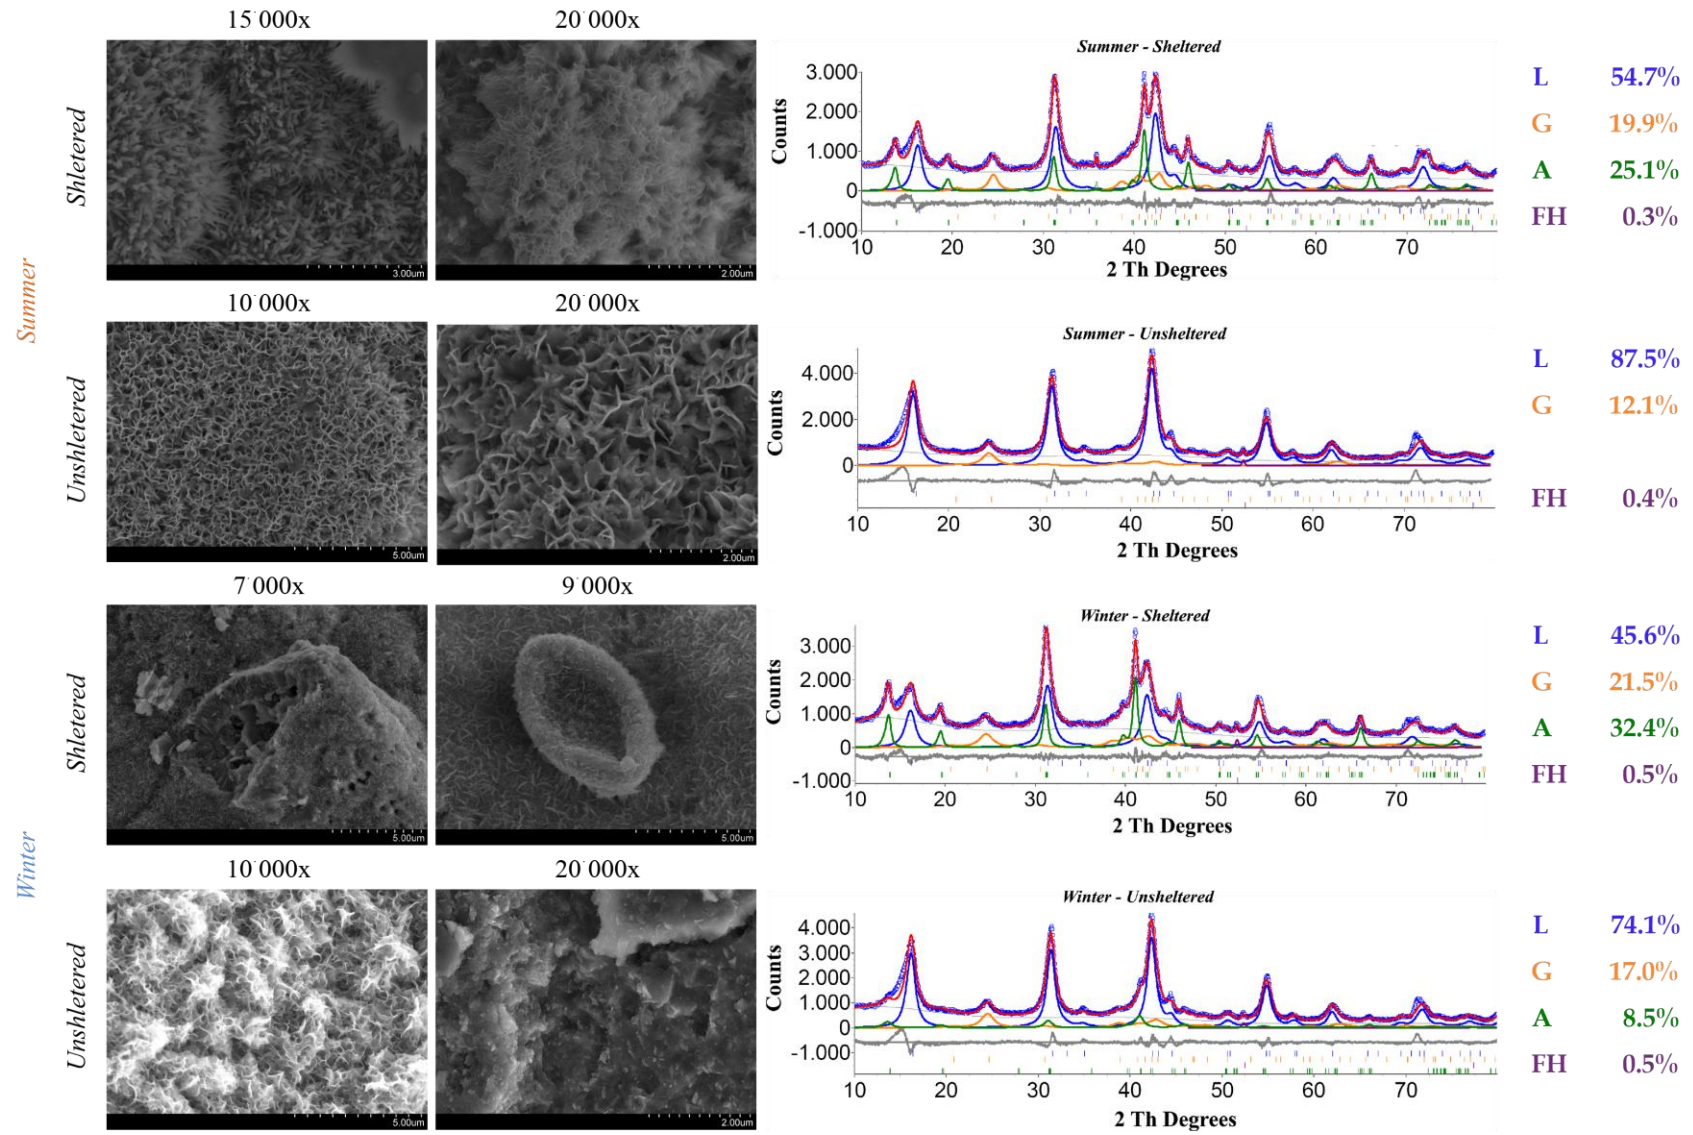 15˙000x
20˙000x
Summer - Sheltered
Summer
Shletered
3.00um
2.00um
Counts
3.000
2.000
1.000
0
-1.000
10 20 30 40 50 60 70
2 Th Degrees
L 54.7%
G 19.9%
A 25.1%
FH 0.3%
10˙000x
20˙000x
Summer - Unsheltered
Unshletered
5.00um
2.00um
Counts
4.000
2.000
0
10 20 30 40 50 60 70
2 Th Degrees
L 87.5%
G 12.1%
FH 0.4%
7˙000x
9˙000x
Winter - Sheltered
Winter
Shletered
5.00um
5.00um
Counts
3.000
2.000
1.000
0
-1.000
10 20 30 40 50 60 70
2 Th Degrees
L 45.6%
G 21.5%
A 32.4%
FH 0.5%
10˙000x
20˙000x
Winter - Unsheltered
Unshletered
5.00um
2.00um
Counts
4.000
3.000
2.000
1.000
0
-1.000
10 20 30 40 50 60 70
2 Th Degrees
L 74.1%
G 17.0%
A 8.5%
FH 0.5%